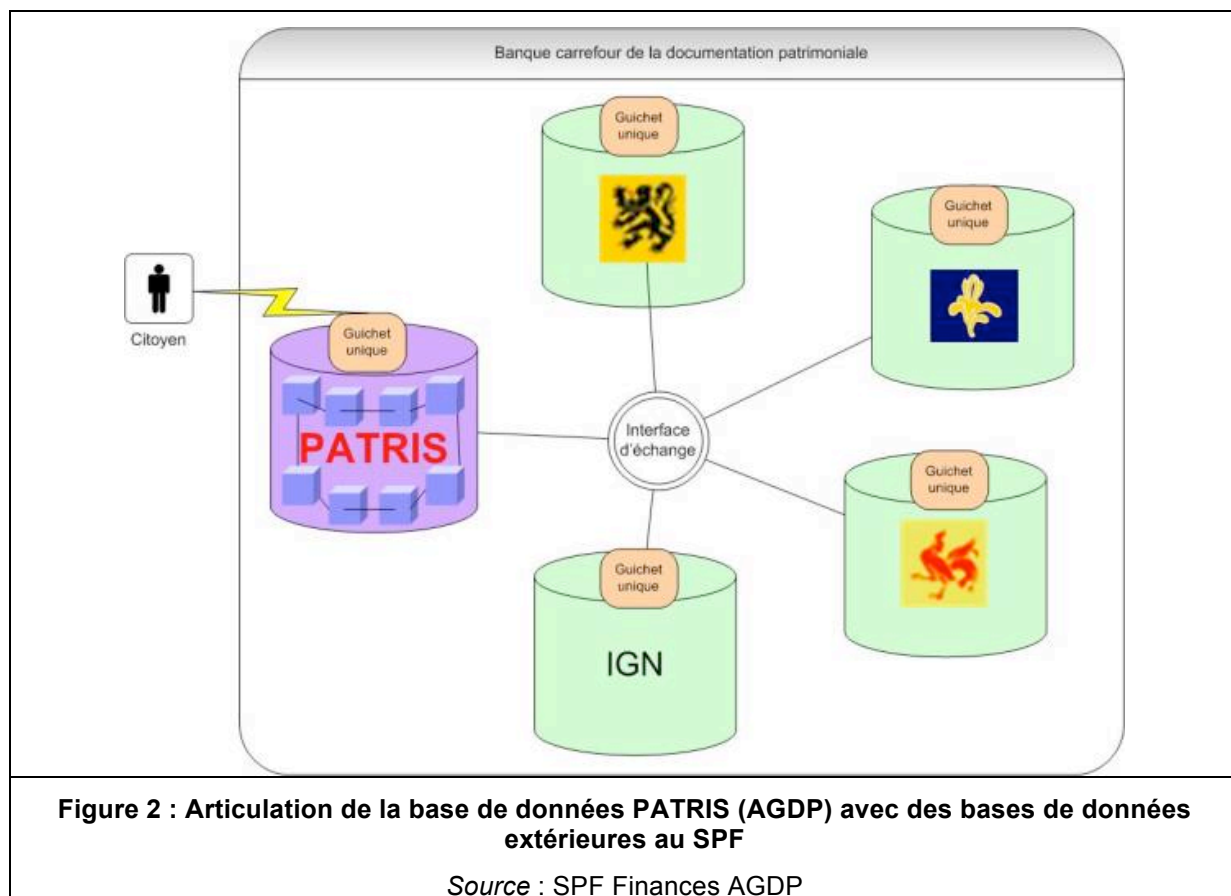 Banque carrefour de la documentation patrimoniale
Guichet
unique
Guichet
unique
Citoyen
Guichet
unique
PATRIS
Interface
d'échange
Guichet
unique
Guichet
unique
IGN
Figure 2 : Articulation de la base de données PATRIS (AGDP) avec des bases de données
extérieures au SPF
Source : SPF Finances AGDP